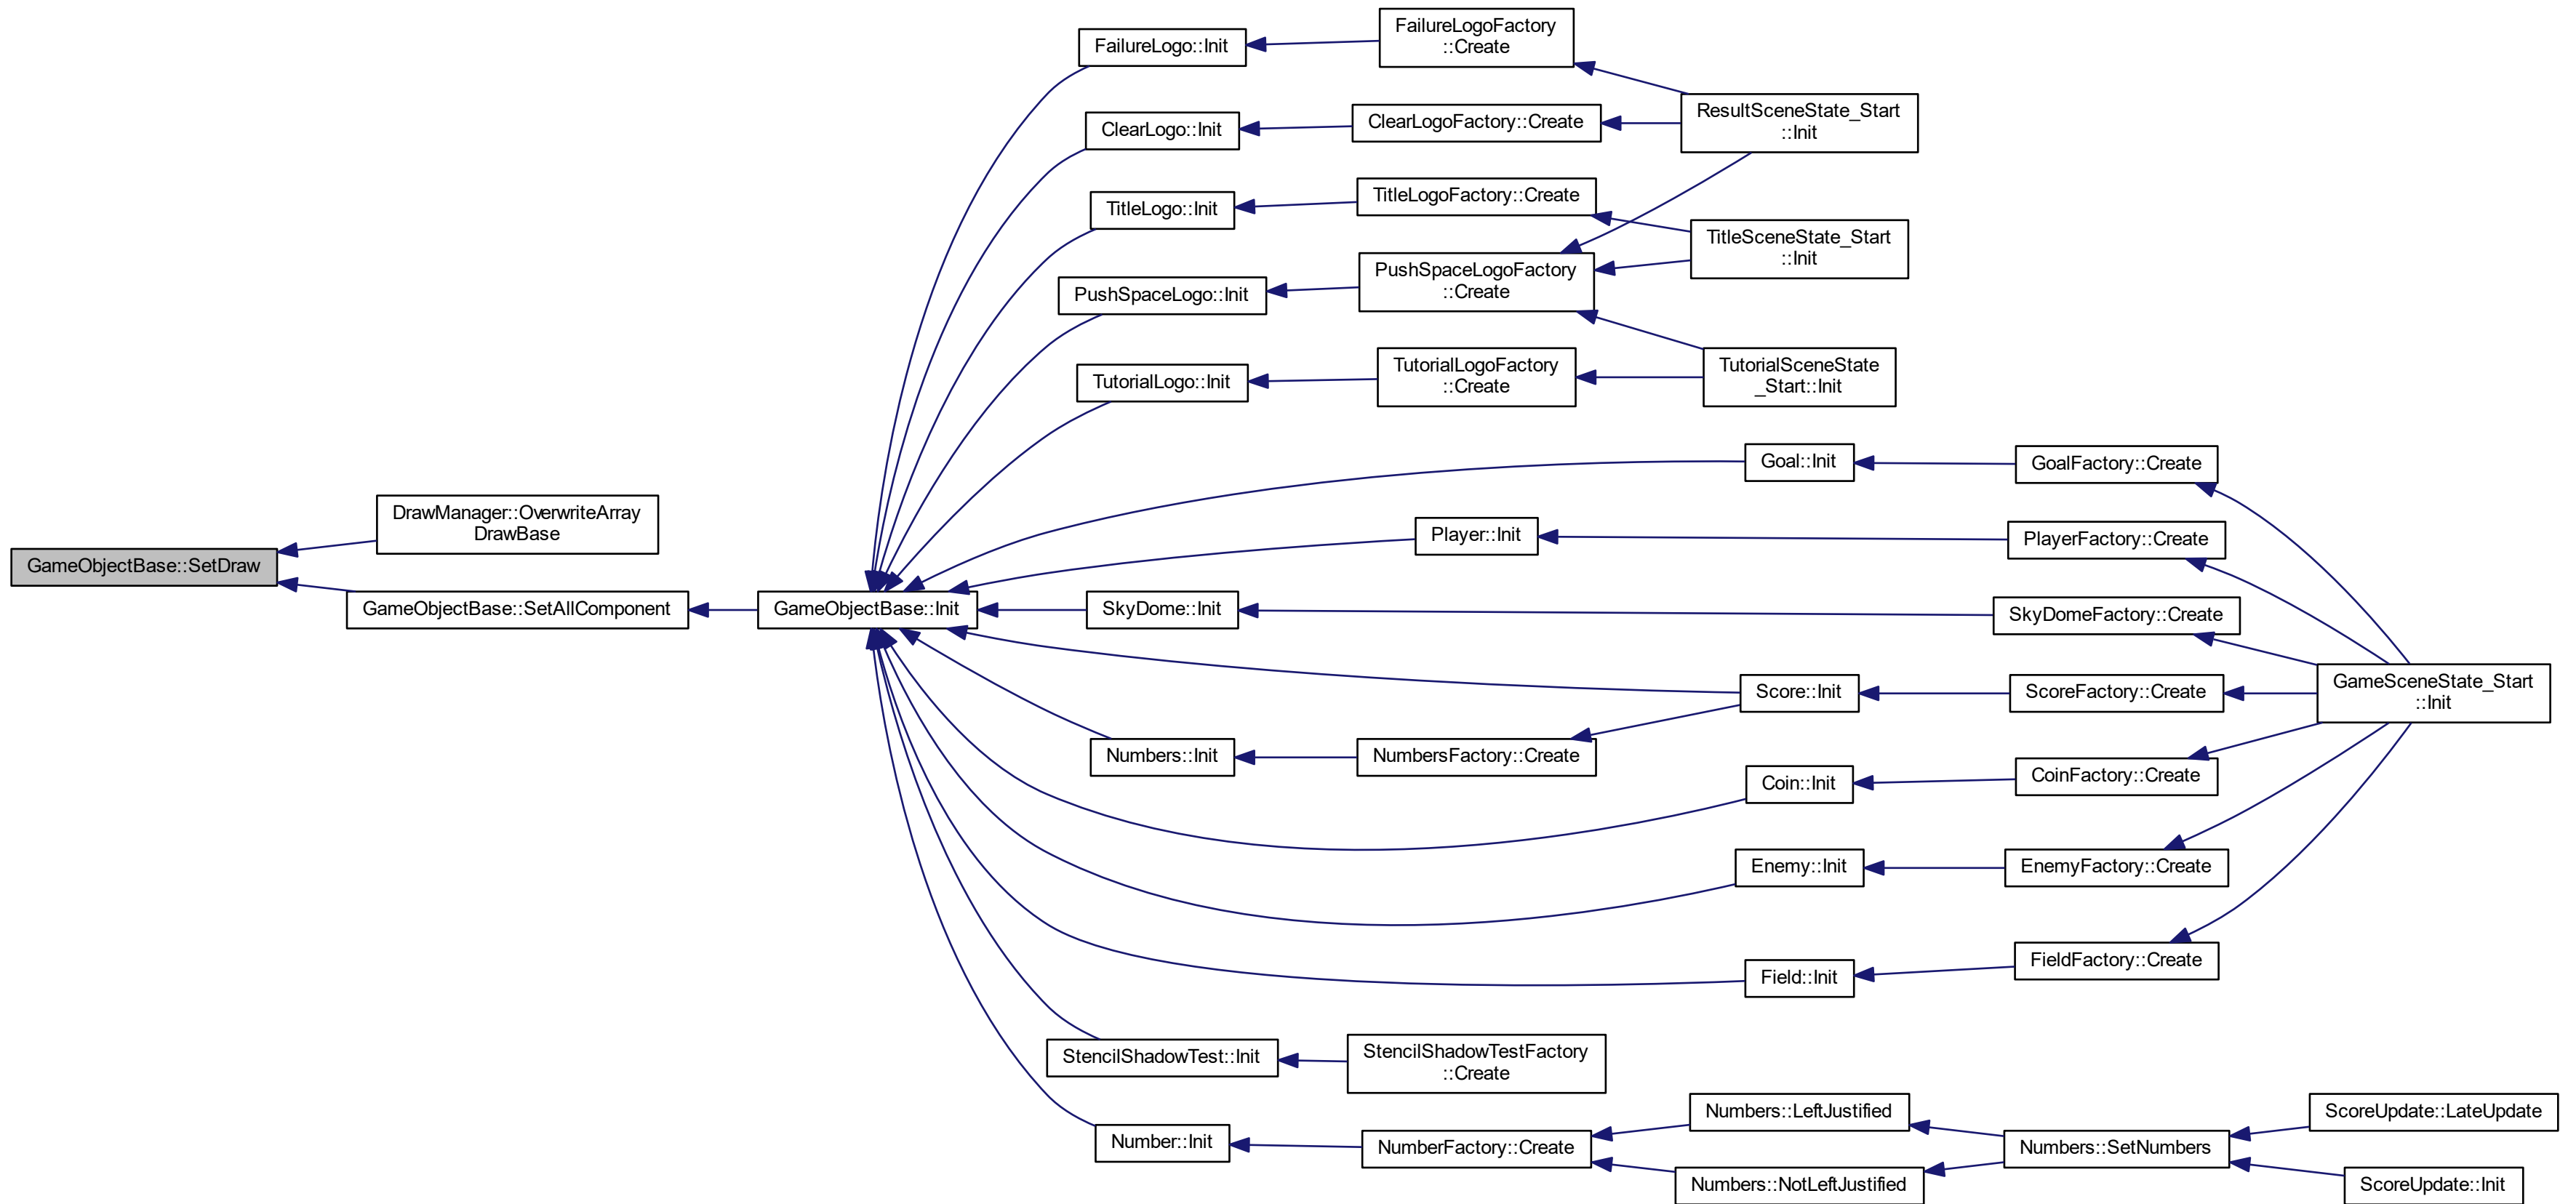 FailureLogo::Init
FailureLogoFactory
::Create
ResultSceneState_Start
::Init
ClearLogo::Init
ClearLogoFactory::Create
TitleLogo::Init
TitleLogoFactory::Create
TitleSceneState_Start
::Init
PushSpaceLogo::Init
PushSpaceLogoFactory
::Create
TutorialLogo::Init
TutorialLogoFactory
::Create
TutorialSceneState
_Start::Init
Goal::Init
GoalFactory::Create
DrawManager::OverwriteArray
DrawBase
Player::Init
PlayerFactory::Create
GameObjectBase::SetDraw
GameObjectBase::SetAllComponent
GameObjectBase::Init
SkyDome::Init
SkyDomeFactory::Create
Score::Init
ScoreFactory::Create
GameSceneState_Start
::Init
Numbers::Init
NumbersFactory::Create
Coin::Init
CoinFactory::Create
Enemy::Init
EnemyFactory::Create
Field::Init
FieldFactory::Create
StencilShadowTest::Init
StencilShadowTestFactory
::Create
Number::Init
NumberFactory::Create
Numbers::LeftJustified
Numbers::NotLeftJustified
Numbers::SetNumbers
ScoreUpdate::LateUpdate
ScoreUpdate::Init